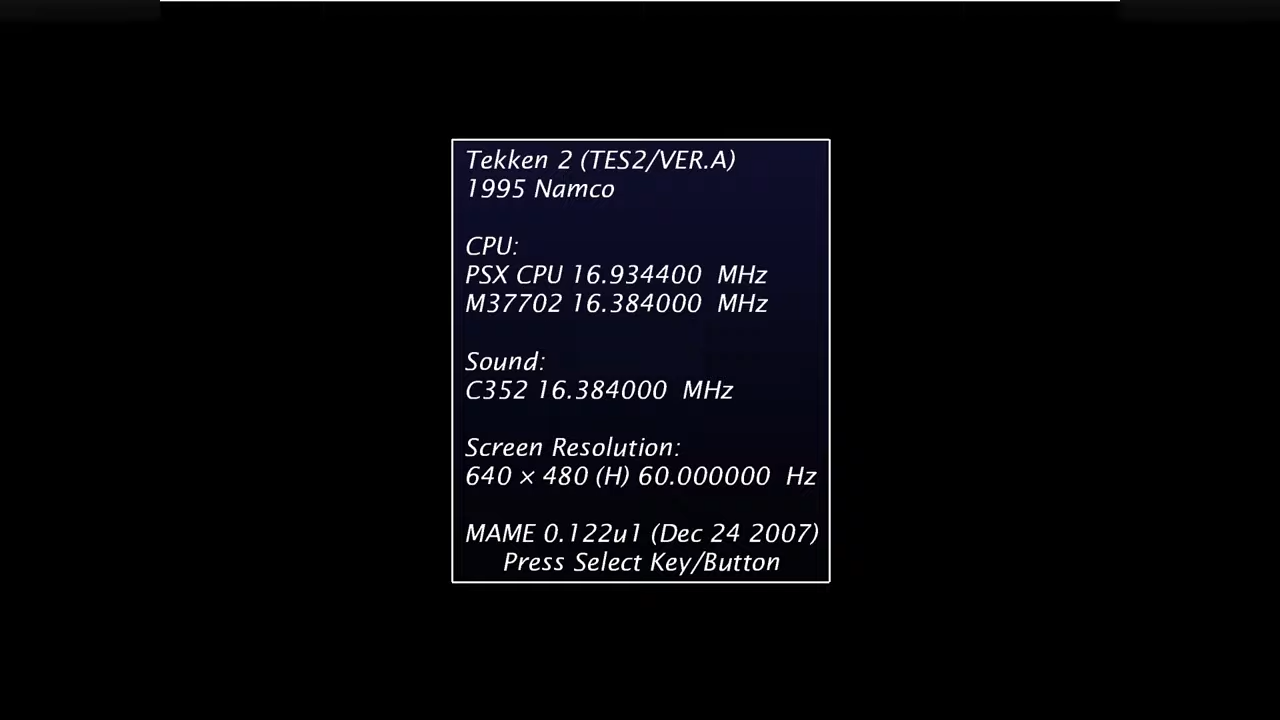 Tekken 2 (TES2/VER.A)
1995 Namco
CPU:
PSX CPU 16.934400 MHz
M37702 16.384000 MHz
Sound:
C352 16.384000 MHz
Screen Resolution:
640 × 480 (H) 60.000000 Hz
MAME 0.122u1 (Dec 24 2007)
Press Select Key/Button